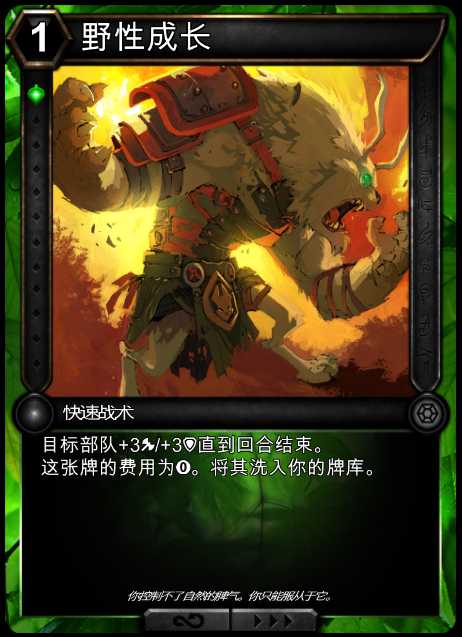 1
野性成长
快速战术
目标部队+3/+3直到回合结束。
这张牌的费用为0。将其洗入你的牌库。
你控制不了自然的脾气。你只能服从于它。